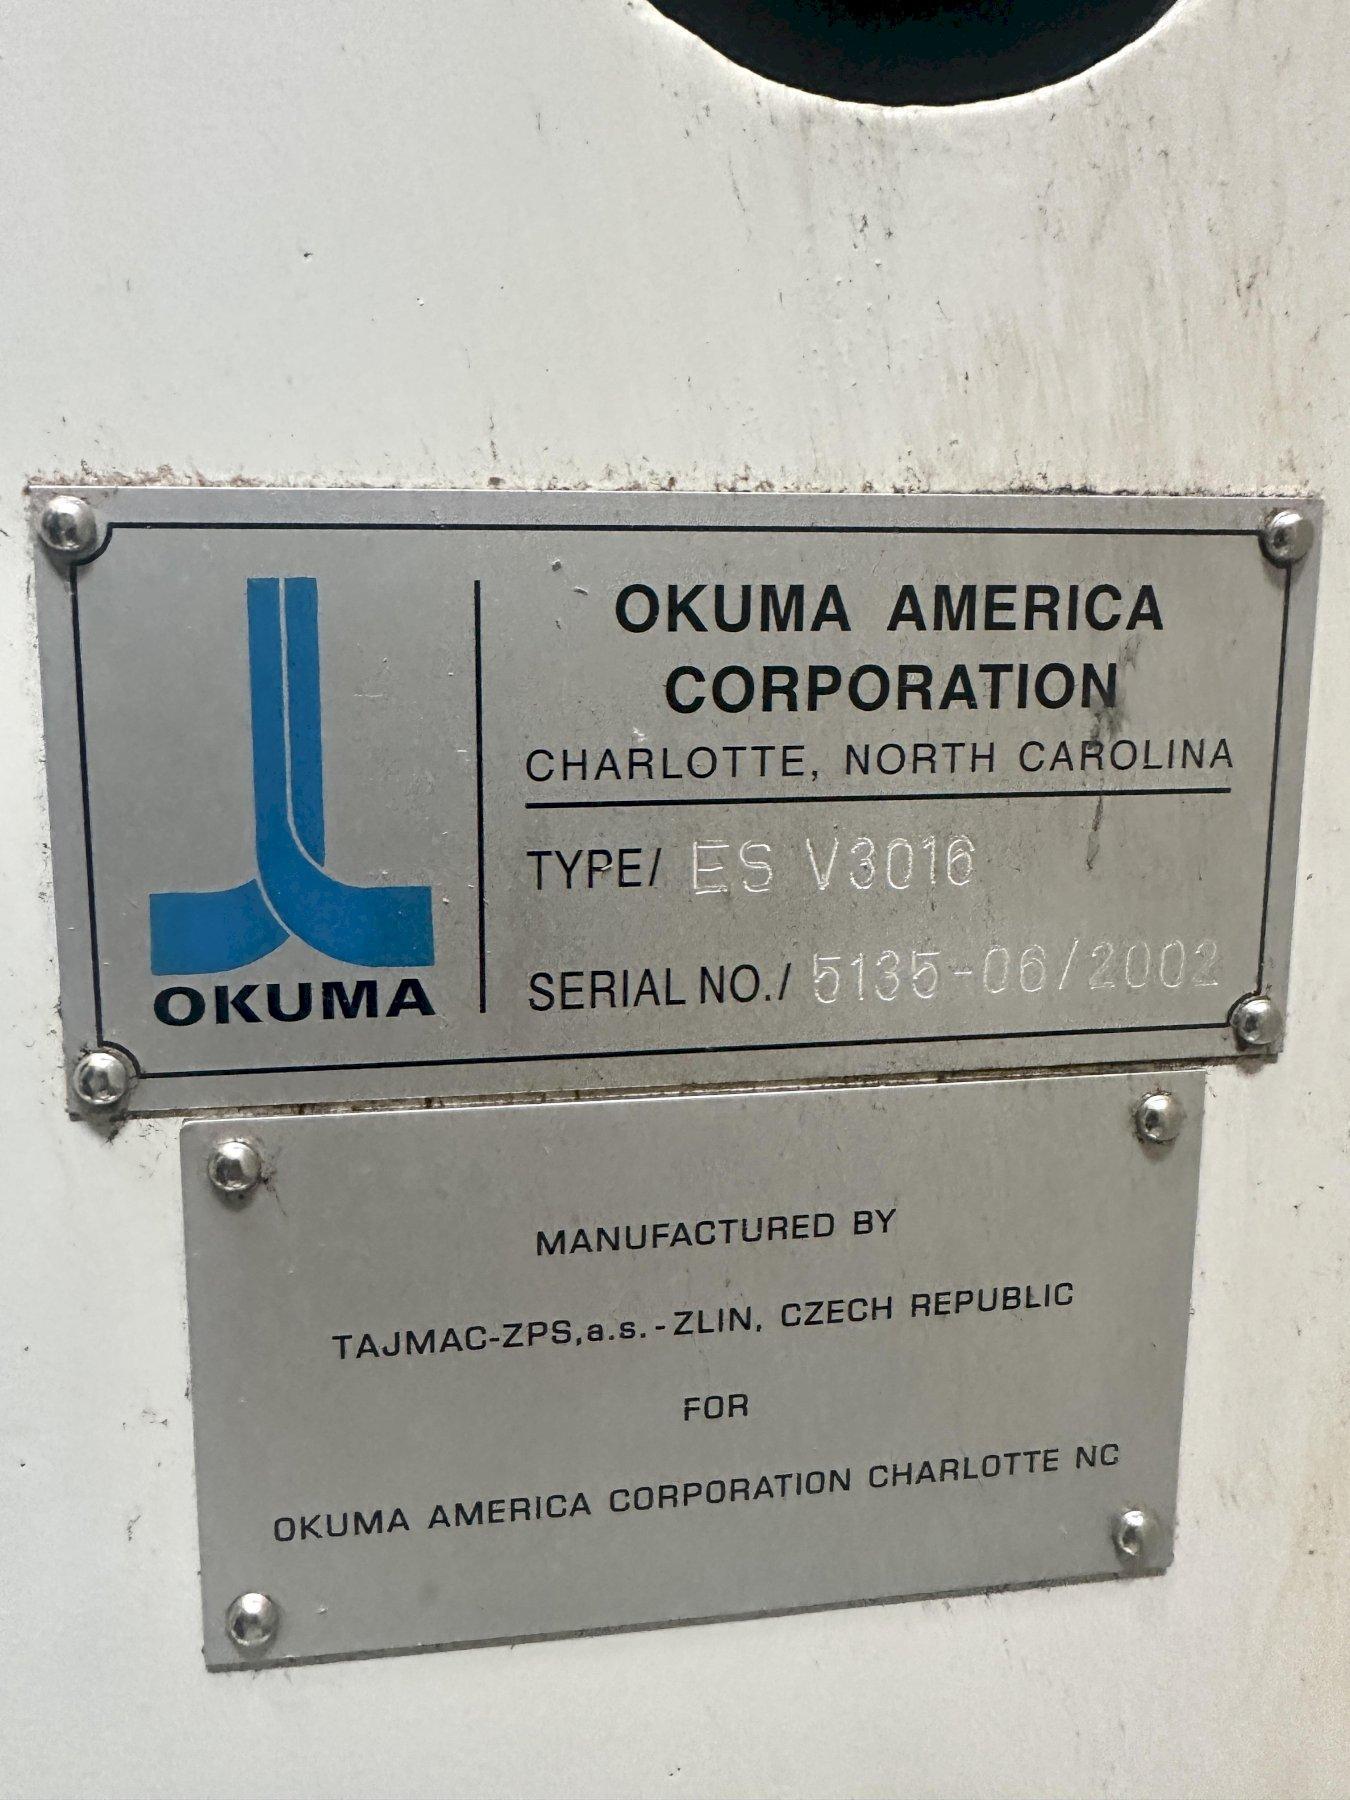 OKUMA
OKUMA AMERICA
CORPORATION
CHARLOTTE, NORTH CAROLINA
TYPE/ ES V3016
SERIAL NO./ 5135-06/2002
MANUFACTURED BY
TAJMAC-ZPS,a.s.-ZLIN, CZECH REPUBLIC
FOR
OKUMA AMERICA CORPORATION CHARLOTTE NC